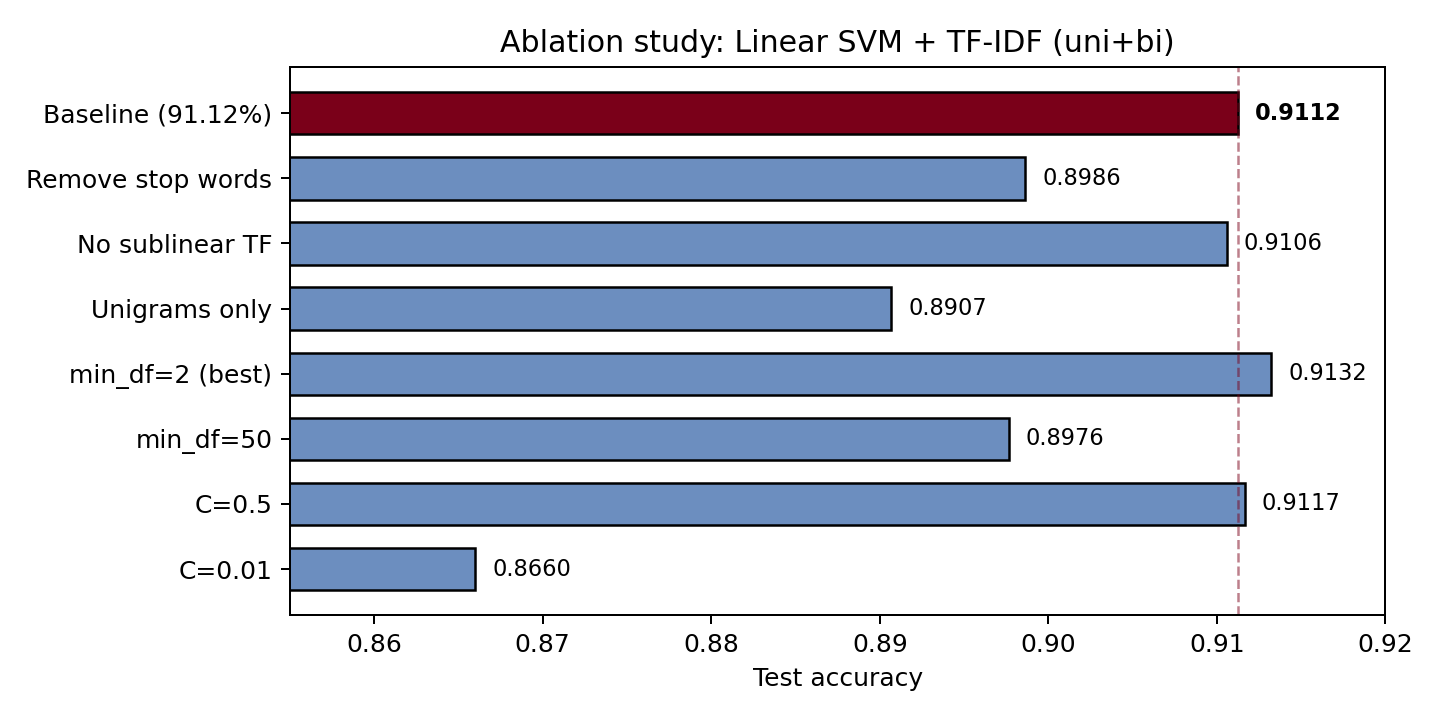 Ablation study: Linear SVM + TF-IDF (uni+bi)
Baseline (91.12%) 0.9112
Remove stop words 0.8986
No sublinear TF 0.9106
Unigrams only 0.8907
min_df=2 (best) 0.9132
min_df=50 0.8976
C=0.5 0.9117
C=0.01 0.8660
0.86 0.87 0.88 0.89 0.90 0.91 0.92
Test accuracy